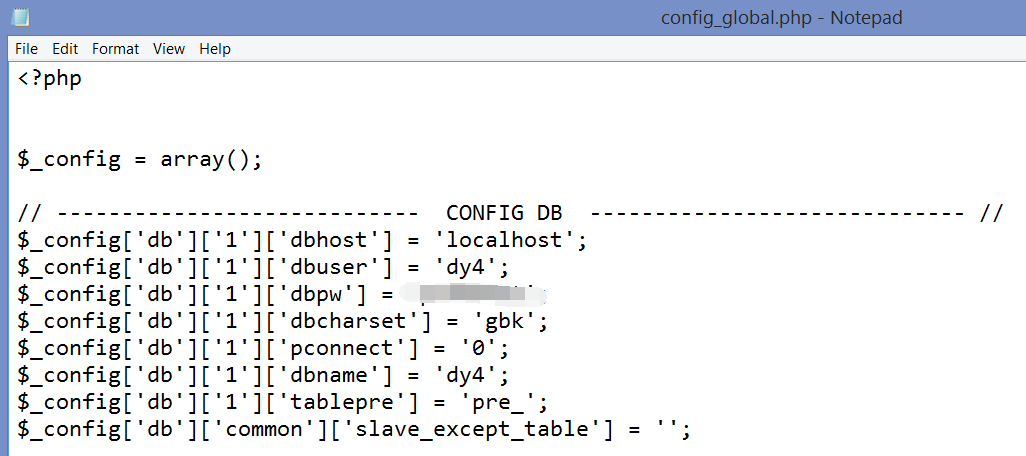 config_global.php - Notepad
File Edit Format View Help
<?php
$_config = array();
// ---------------------------- CONFIG DB ----------------------------- //
$_config['db']['1']['dbhost'] = 'localhost';
$_config['db']['1']['dbuser'] = 'dy4';
$_config['db']['1']['dbpw'] =
$_config['db']['1']['dbcharset'] = 'gbk';
$_config['db']['1']['pconnect'] = '0';
$_config['db']['1']['dbname'] = 'dy4';
$_config['db']['1']['tablepre'] = 'pre_';
$_config['db']['common']['slave_except_table'] = '';